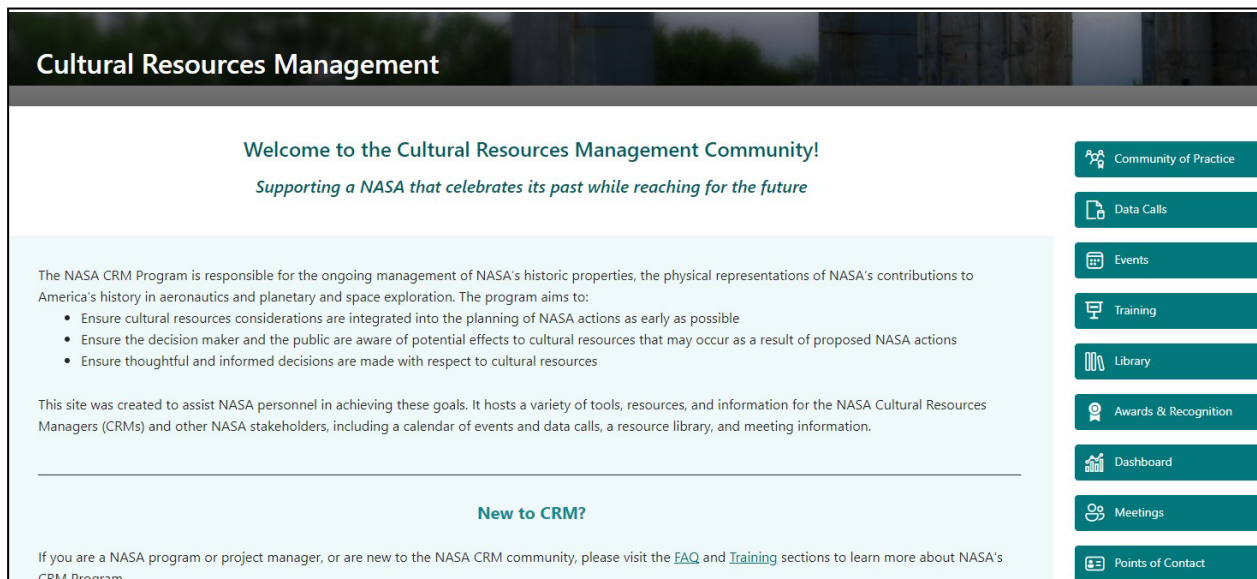 Cultural Resources Management
Welcome to the Cultural Resources Management Community!
Supporting a NASA that celebrates its past while reaching for the future
The NASA CRM Program is responsible for the ongoing management of NASA's historic properties, the physical representations of NASA's contributions to
America's history in aeronautics and planetary and space exploration. The program aims to:
• Ensure cultural resources considerations are integrated into the planning of NASA actions as early as possible
• Ensure the decision maker and the public are aware of potential effects to cultural resources that may occur as a result of proposed NASA actions
• Ensure thoughtful and informed decisions are made with respect to cultural resources
This site was created to assist NASA personnel in achieving these goals. It hosts a variety of tools, resources, and information for the NASA Cultural Resources
Managers (CRMs) and other NASA stakeholders, including a calendar of events and data calls, a resource library, and meeting information.
New to CRM?
If you are a NASA program or project manager, or are new to the NASA CRM community, please visit the FAQ and Training sections to learn more about NASA's
CRM Program
Community of Practice
Data Calls
Events
Training
Library
Awards & Recognition
Dashboard
Meetings
Points of Contact